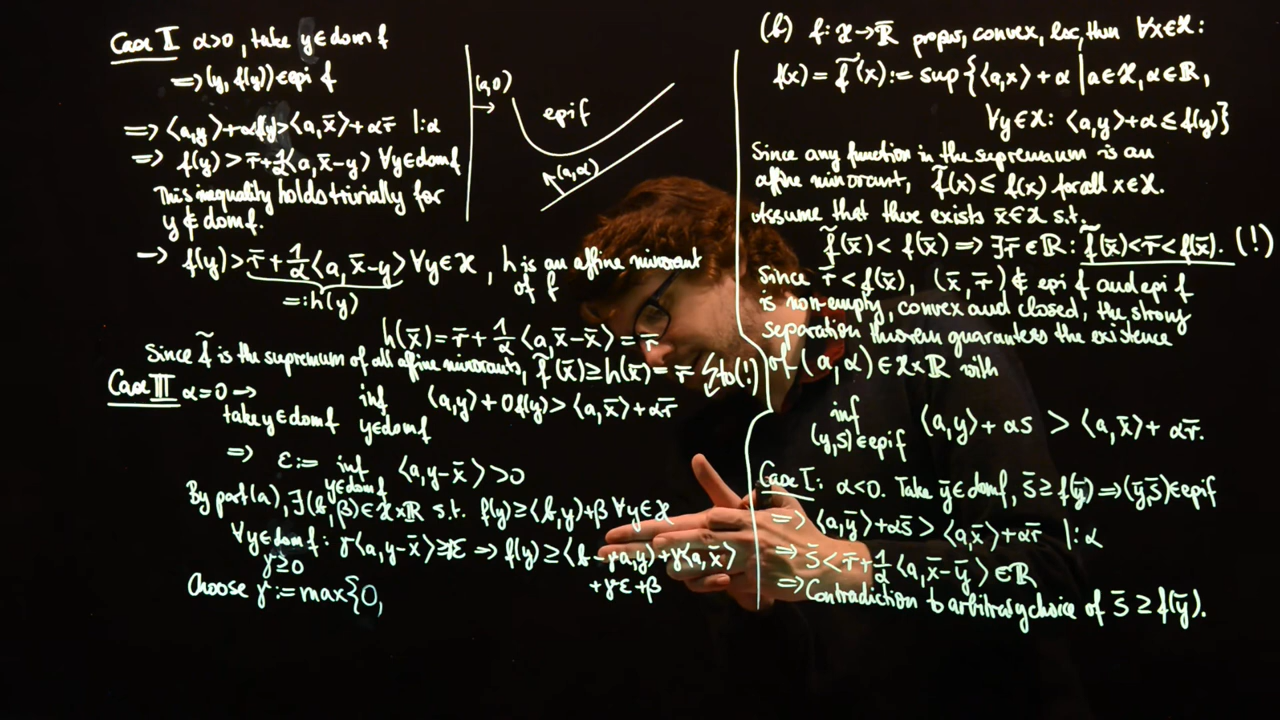 (b) f: X→R̄ proper, convex, lsc, then ∀x∈X:
f(x) = f̃(x) := sup{⟨a,x⟩ + α | a∈X, α∈R,
∀y∈X: ⟨a,y⟩+α ≤ f(y)}
Since any function in the supremum is an
affine minorant, f̃(x) ≤ f(x) for all x∈X.
Assume that there exists x̄∈X s.t.
f̃(x̄) < f(x̄) ⇒ ∃ r̄∈R: f̃(x̄)<r̄<f(x̄). (!)
Since r̄ < f(x̄), (x̄, r̄) ∉ epi f and epi f
is non-empty, convex and closed, the strong
separation theorem guarantees the existence
of (a,α)∈X×R with
inf ⟨a,y⟩ + αs > ⟨a,x̄⟩ + αr̄.
(y,s)∈epi f
Case I: α<0. Take ȳ∈dom f, s̄ ≥ f(ȳ) ⇒ (ȳ,s̄)∈epi f
⇒ ⟨a,ȳ⟩+αs̄ > ⟨a,x̄⟩+αr̄ |:α
⇒ s̄ < r̄ + 1/α ⟨a, x̄-ȳ⟩ ∈R
⇒ Contradiction to arbitrary choice of s̄ ≥ f(ȳ).
Case II α>0, take y∈dom f
⇒ (y, f(y)) ∈ epi f
⇒ ⟨a,y⟩+αf(y) > ⟨a,x̄⟩+αr̄ |:α
⇒ f(y) > r̄ + 1/α ⟨a, x̄-y⟩ ∀y∈dom f
This inequality holds trivially for
y ∉ dom f.
→ f(y) > r̄ + 1/α ⟨a, x̄-y⟩ ∀y∈X, h is an affine minorant
of f
=: h(y)
h(x̄) = r̄ + 1/α ⟨a, x̄-x̄⟩ = r̄
Since f̃ is the supremum of all affine minorants, f̃(x̄) ≥ h(x̄) = r̄ ↯ to (!)
(a,0)
epi f
(a,α)
Case III α=0 ⇒ inf ⟨a,y⟩ + 0f(y) > ⟨a,x̄⟩ + αr̄
take y∈dom f y∈dom f
⇒ ε := inf ⟨a, y-x̄⟩ > 0
y∈dom f
By part (a), ∃(b,β)∈X×R s.t. f(y) ≥ ⟨b,y⟩+β ∀y∈X
∀y∈dom f: γ⟨a, y-x̄⟩ ≥ γε ⇒ f(y) ≥ ⟨b-γa,y⟩+γ⟨a,x̄⟩
γ≥0 +γε+β
Choose γ := max{0,